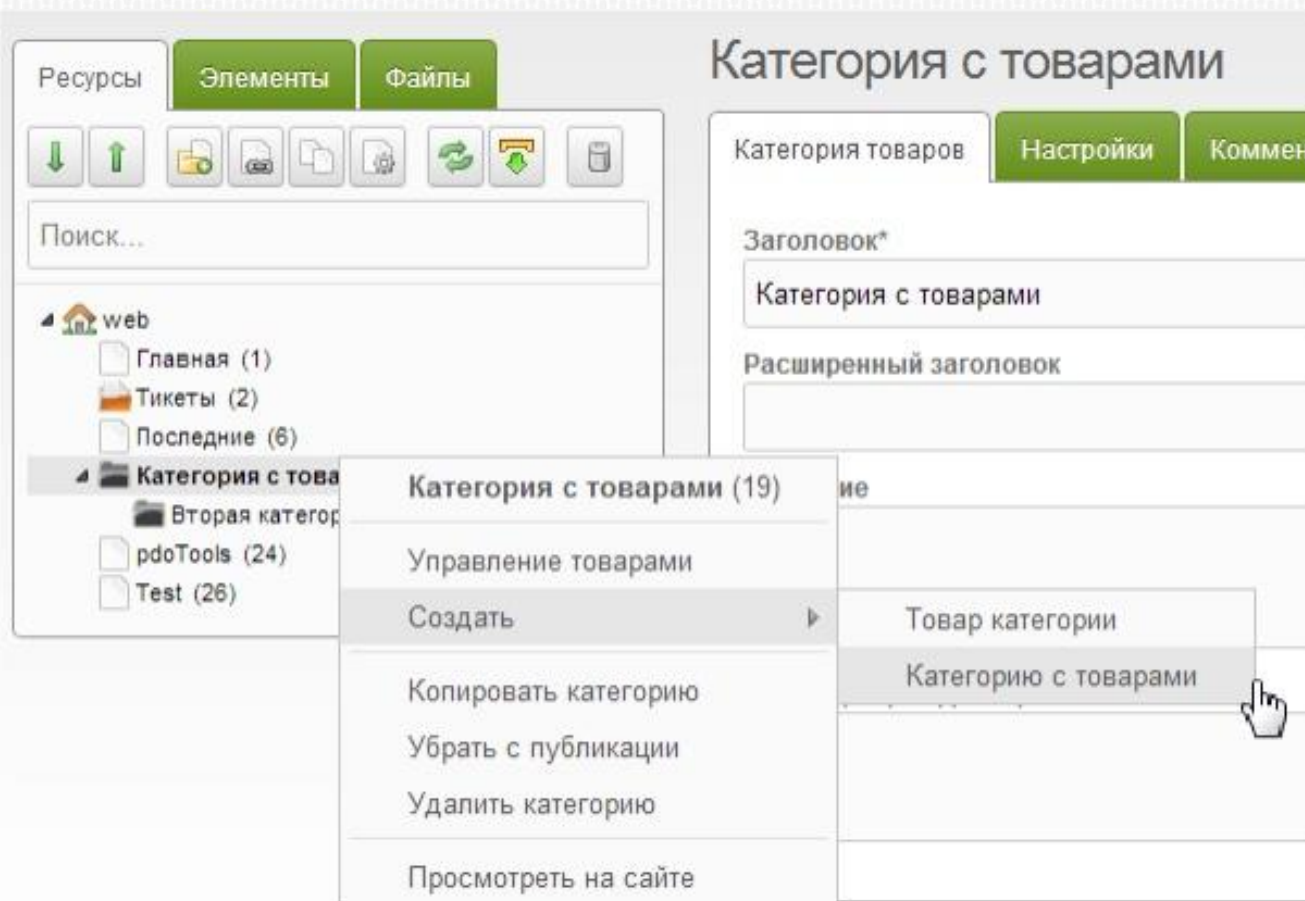 Категория с товарами
Ресурсы
Элементы
Файлы
Категория товаров
Настройки
Поиск...
Заголовок*
Категория с товарами
Расширенный заголовок
web
Главная (1)
Тикеты (2)
Последние (6)
Категория с това
Вторая категор
pdoTools (24)
Test (26)
Категория с товарами (19)
Управление товарами
Создать
Копировать категорию
Убрать с публикации
Удалить категорию
Просмотреть на сайте
Товар категории
Категорию с товарами
Коммен
ие